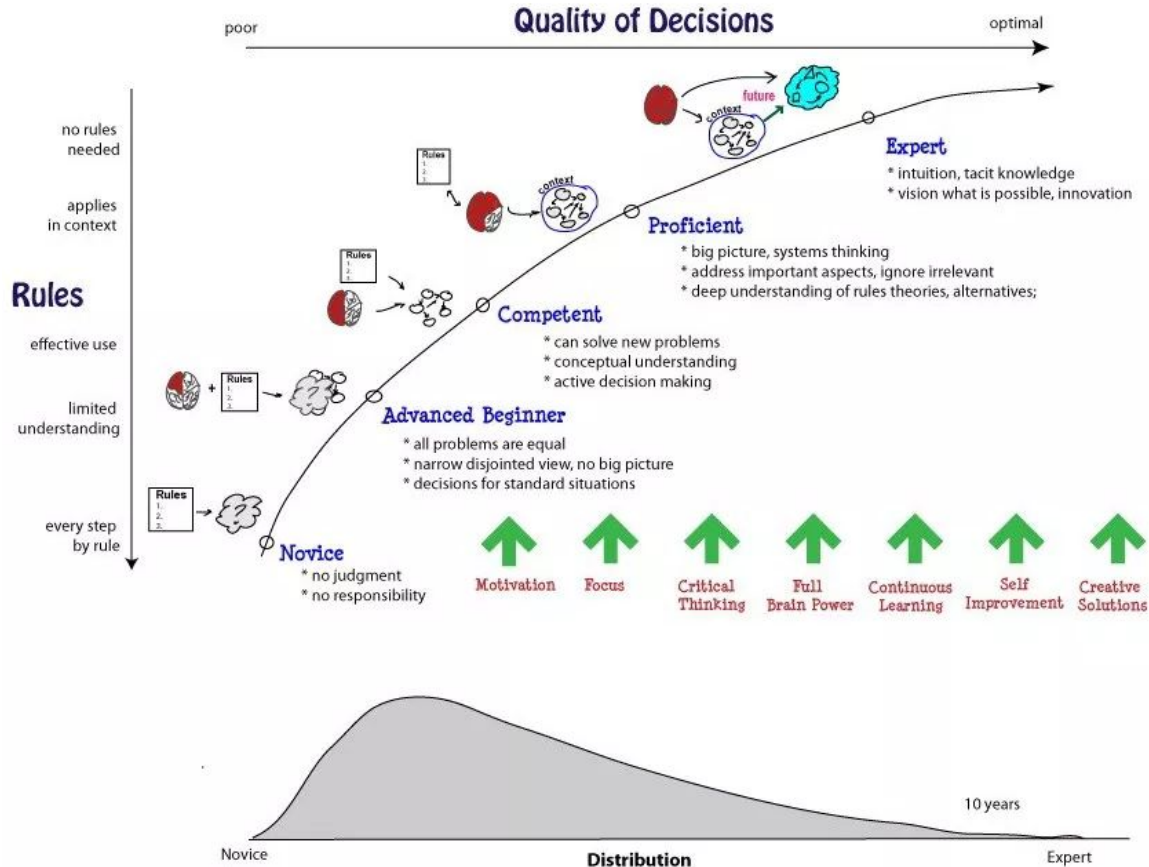 Quality of Decisions
poor
optimal
no rules
needed
applies
in context
Rules
effective use
limited
understanding
every step
by rule
future
context
Expert
* intuition, tacit knowledge
* vision what is possible, innovation
Rules
1.
2.
3.
context
Proficient
* big picture, systems thinking
* address important aspects, ignore irrelevant
* deep understanding of rules theories, alternatives;
Rules
1.
2.
3.
Competent
* can solve new problems
* conceptual understanding
* active decision making
+
Rules
1.
2.
3.
Advanced Beginner
* all problems are equal
* narrow disjointed view, no big picture
* decisions for standard situations
Rules
1.
2.
3.
Novice
* no judgment
* no responsibility
Motivation
Focus
Critical
Thinking
Full
Brain Power
Continuous
Learning
Self
Improvement
Creative
Solutions
10 years
Novice
Distribution
Expert